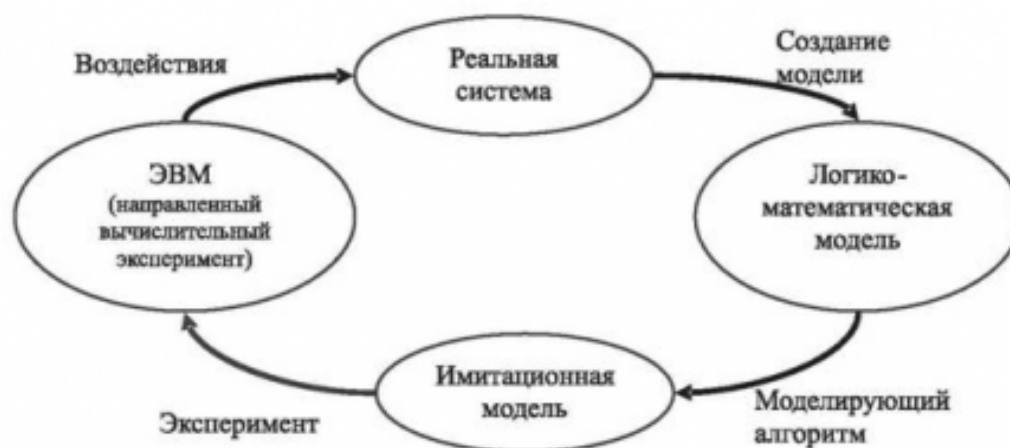 Воздействия
Реальная
система
Создание
модели
ЭВМ
(направленный
вычислительный
эксперимент)
Логико-
математическая
модель
Имитационная
модель
Эксперимент
Моделирующий
алгоритм